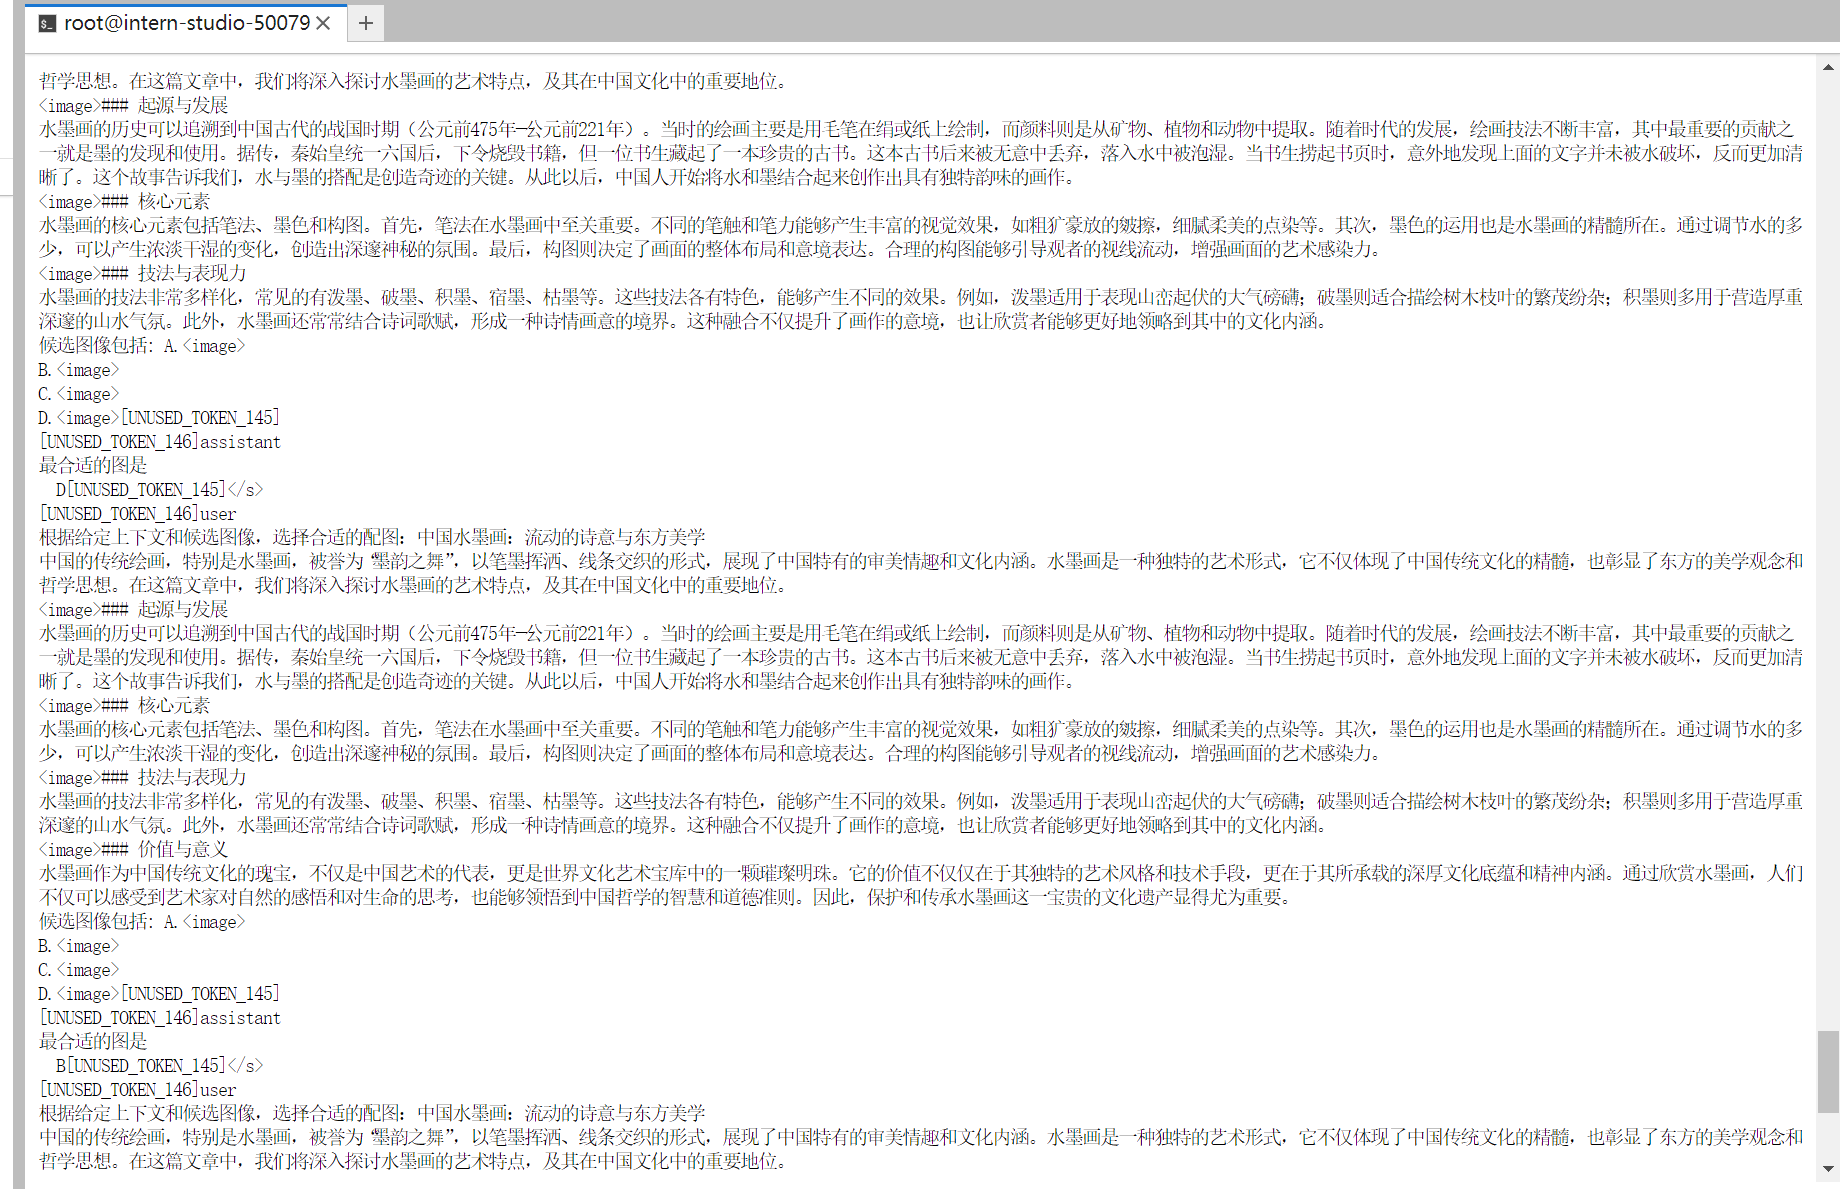 root@intern-studio-50079
哲学思想。在这篇文章中，我们将深入探讨水墨画的艺术特点，及其在中国文化中的重要地位。
<image>### 起源与发展
水墨画的历史可以追溯到中国古代的战国时期（公元前475年—公元前221年）。当时的绘画主要是用毛笔在绢或纸上绘制，而颜料则是从矿物、植物和动物中提取。随着时代的发展，绘画技法不断丰富，其中最重要的贡献之
一就是墨的发现和使用。据传，秦始皇统一六国后，下令烧毁书籍，但一位书生藏起了一本珍贵的古书。这本古书后来被无意中丢弃，落入水中被泡湿。当书生捞起书页时，意外地发现上面的文字并未被水破坏，反而更加清
晰了。这个故事告诉我们，水与墨的搭配是创造奇迹的关键。从此以后，中国人开始将水和墨结合起来创作出具有独特韵味的画作。
<image>### 核心元素
水墨画的核心元素包括笔法、墨色和构图。首先，笔法在水墨画中至关重要。不同的笔触和笔力能够产生丰富的视觉效果，如粗犷豪放的皴擦，细腻柔美的点染等。其次，墨色的运用也是水墨画的精髓所在。通过调节水的多
少，可以产生浓淡干湿的变化，创造出深邃神秘的氛围。最后，构图则决定了画面的整体布局和意境表达。合理的构图能够引导观者的视线流动，增强画面的艺术感染力。
<image>### 技法与表现力
水墨画的技法非常多样化，常见的有泼墨、破墨、积墨、宿墨、枯墨等。这些技法各有特色，能够产生不同的效果。例如，泼墨适用于表现山峦起伏的大气磅礴；破墨则适合描绘树木枝叶的繁茂纷杂；积墨则多用于营造厚重
深邃的山水气氛。此外，水墨画还常常结合诗词歌赋，形成一种诗情画意的境界。这种融合不仅提升了画作的意境，也让欣赏者能够更好地领略到其中的文化内涵。
候选图像包括: A.<image>
B.<image>
C.<image>
D.<image>[UNUSED_TOKEN_145]
[UNUSED_TOKEN_146]assistant
最合适的图是
D[UNUSED_TOKEN_145]</s>
[UNUSED_TOKEN_146]user
根据给定上下文和候选图像，选择合适的配图：中国水墨画：流动的诗意与东方美学
中国的传统绘画，特别是水墨画，被誉为“墨韵之舞”，以笔墨挥洒、线条交织的形式，展现了中国特有的审美情趣和文化内涵。水墨画是一种独特的艺术形式，它不仅体现了中国传统文化的精髓，也彰显了东方的美学观念和
哲学思想。在这篇文章中，我们将深入探讨水墨画的艺术特点，及其在中国文化中的重要地位。
<image>### 起源与发展
水墨画的历史可以追溯到中国古代的战国时期（公元前475年—公元前221年）。当时的绘画主要是用毛笔在绢或纸上绘制，而颜料则是从矿物、植物和动物中提取。随着时代的发展，绘画技法不断丰富，其中最重要的贡献之
一就是墨的发现和使用。据传，秦始皇统一六国后，下令烧毁书籍，但一位书生藏起了一本珍贵的古书。这本古书后来被无意中丢弃，落入水中被泡湿。当书生捞起书页时，意外地发现上面的文字并未被水破坏，反而更加清
晰了。这个故事告诉我们，水与墨的搭配是创造奇迹的关键。从此以后，中国人开始将水和墨结合起来创作出具有独特韵味的画作。
<image>### 核心元素
水墨画的核心元素包括笔法、墨色和构图。首先，笔法在水墨画中至关重要。不同的笔触和笔力能够产生丰富的视觉效果，如粗犷豪放的皴擦，细腻柔美的点染等。其次，墨色的运用也是水墨画的精髓所在。通过调节水的多
少，可以产生浓淡干湿的变化，创造出深邃神秘的氛围。最后，构图则决定了画面的整体布局和意境表达。合理的构图能够引导观者的视线流动，增强画面的艺术感染力。
<image>### 技法与表现力
水墨画的技法非常多样化，常见的有泼墨、破墨、积墨、宿墨、枯墨等。这些技法各有特色，能够产生不同的效果。例如，泼墨适用于表现山峦起伏的大气磅礴；破墨则适合描绘树木枝叶的繁茂纷杂；积墨则多用于营造厚重
深邃的山水气氛。此外，水墨画还常常结合诗词歌赋，形成一种诗情画意的境界。这种融合不仅提升了画作的意境，也让欣赏者能够更好地领略到其中的文化内涵。
<image>### 价值与意义
水墨画作为中国传统文化的瑰宝，不仅是中国艺术的代表，更是世界文化艺术宝库中的一颗璀璨明珠。它的价值不仅仅在于其独特的艺术风格和技术手段，更在于其所承载的深厚文化底蕴和精神内涵。通过欣赏水墨画，人们
不仅可以感受到艺术家对自然的感悟和对生命的思考，也能够领悟到中国哲学的智慧和道德准则。因此，保护和传承水墨画这一宝贵的文化遗产显得尤为重要。
候选图像包括: A.<image>
B.<image>
C.<image>
D.<image>[UNUSED_TOKEN_145]
[UNUSED_TOKEN_146]assistant
最合适的图是
B[UNUSED_TOKEN_145]</s>
[UNUSED_TOKEN_146]user
根据给定上下文和候选图像，选择合适的配图：中国水墨画：流动的诗意与东方美学
中国的传统绘画，特别是水墨画，被誉为“墨韵之舞”，以笔墨挥洒、线条交织的形式，展现了中国特有的审美情趣和文化内涵。水墨画是一种独特的艺术形式，它不仅体现了中国传统文化的精髓，也彰显了东方的美学观念和
哲学思想。在这篇文章中，我们将深入探讨水墨画的艺术特点，及其在中国文化中的重要地位。